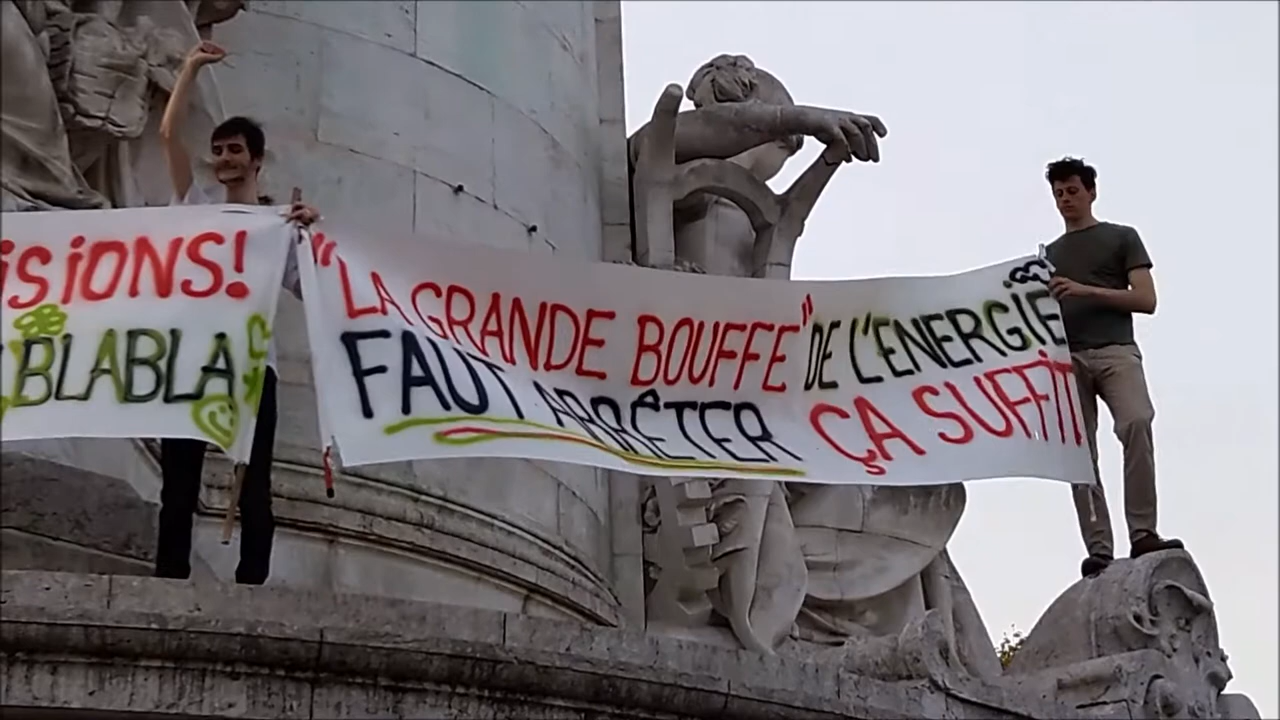 isiONS!
BLABLA
"LA GRANDE BOUFFE" DE L'ENERGIE
FAUT ARRÊTER ÇA SUFFIT